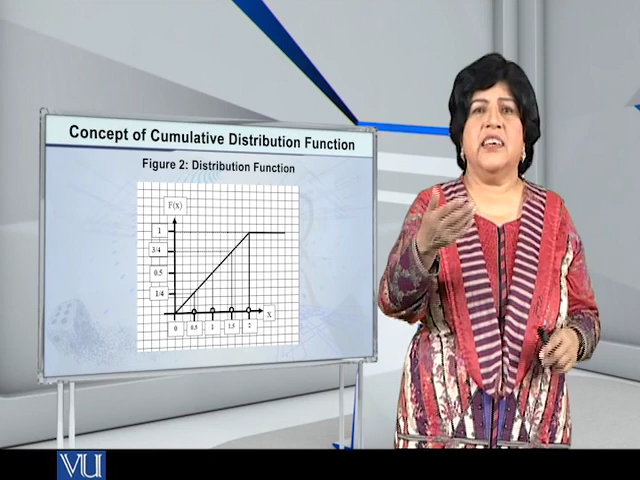 Concept of Cumulative Distribution Function
Figure 2: Distribution Function
F(x)
1
3/4
0.5
1/4
X
0 0.5 1 1.5 2
VU